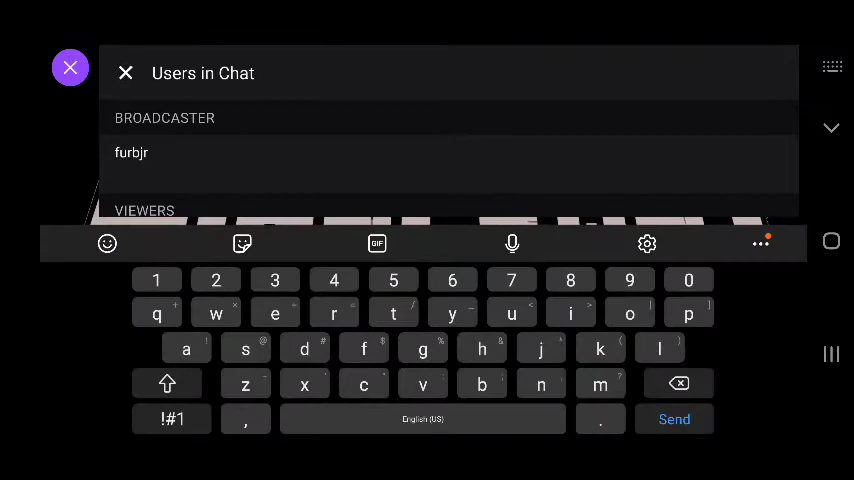 Users in Chat
BROADCASTER
furbjr
VIEWERS
GIF
1 2 3 4 5 6 7 8 9 0
q w e r t y u i o p
a s d f g h j k l
z x c v b n m
!#1 , English (US) . Send